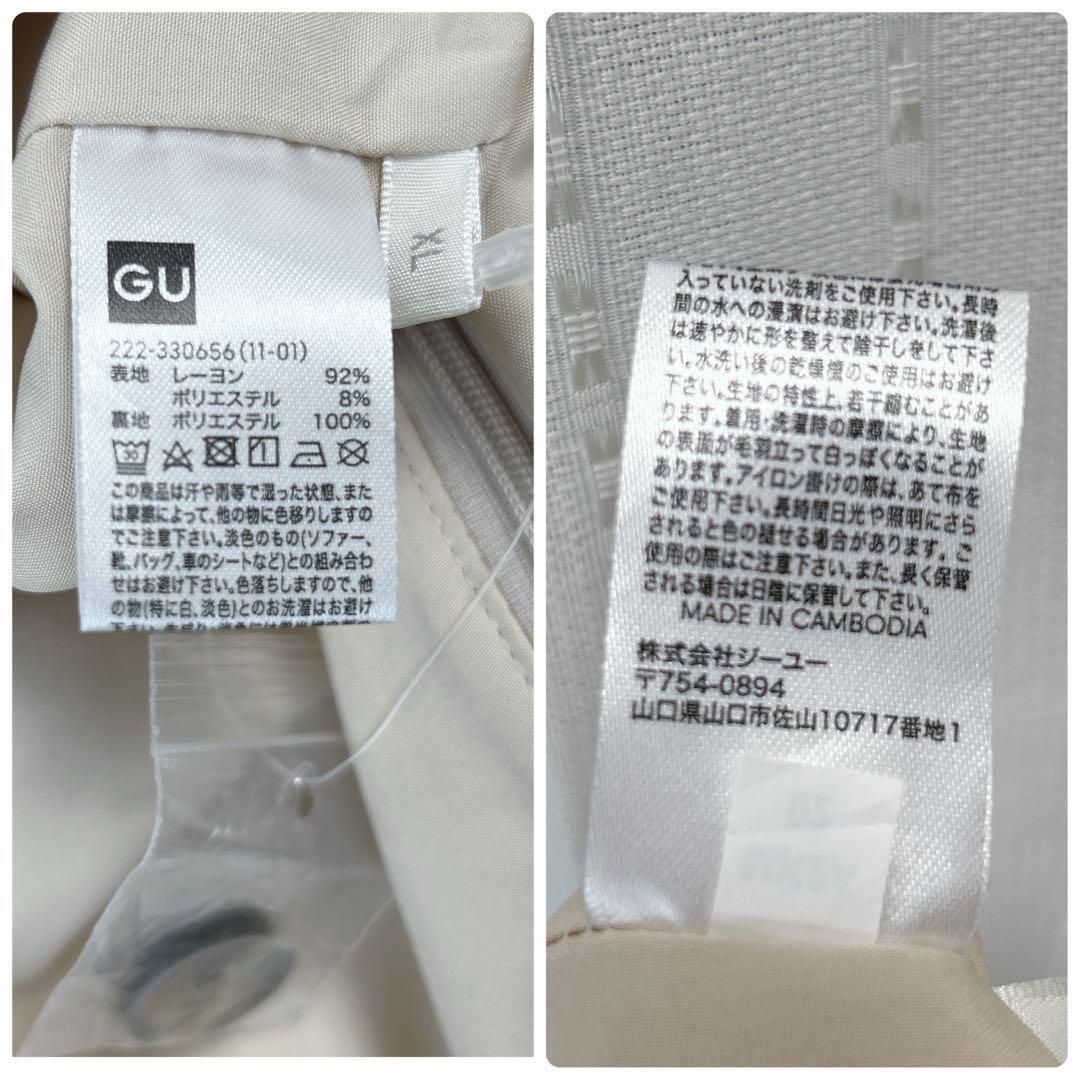 GU
XL
222-330656(11-01)
表地 レーヨン 92%
ポリエステル 8%
裏地 ポリエステル 100%
30
この商品は汗や雨等で湿った状態、また
は摩擦によって、他の物に色移りしますの
でご注意下さい。淡色のもの(ソファー、
靴、バッグ、車のシートなど)との組み合わ
せはお避け下さい。色落ちしますので、他
の物(特に白、淡色)とのお洗濯はお避け
入っていない洗剤をご使用下さい。長時
間の水への浸漬はお避け下さい。洗濯後
は速やかに形を整えて陰干しをして下さ
い。水洗い後の乾燥機のご使用はお避け
下さい。生地の特性上、若干縮むことがあ
ります。着用・洗濯時の摩擦により、生地
の表面が毛羽立って白っぽくなることが
あります。アイロン掛けの際は、あて布を
ご使用下さい。長時間日光や照明にさら
されると色の褪せる場合があります。ご
使用の際はご注意下さい。また、長く保管
される場合は日陰に保管して下さい。
MADE IN CAMBODIA
株式会社ジーユー
〒754-0894
山口県山口市佐山10717番地1